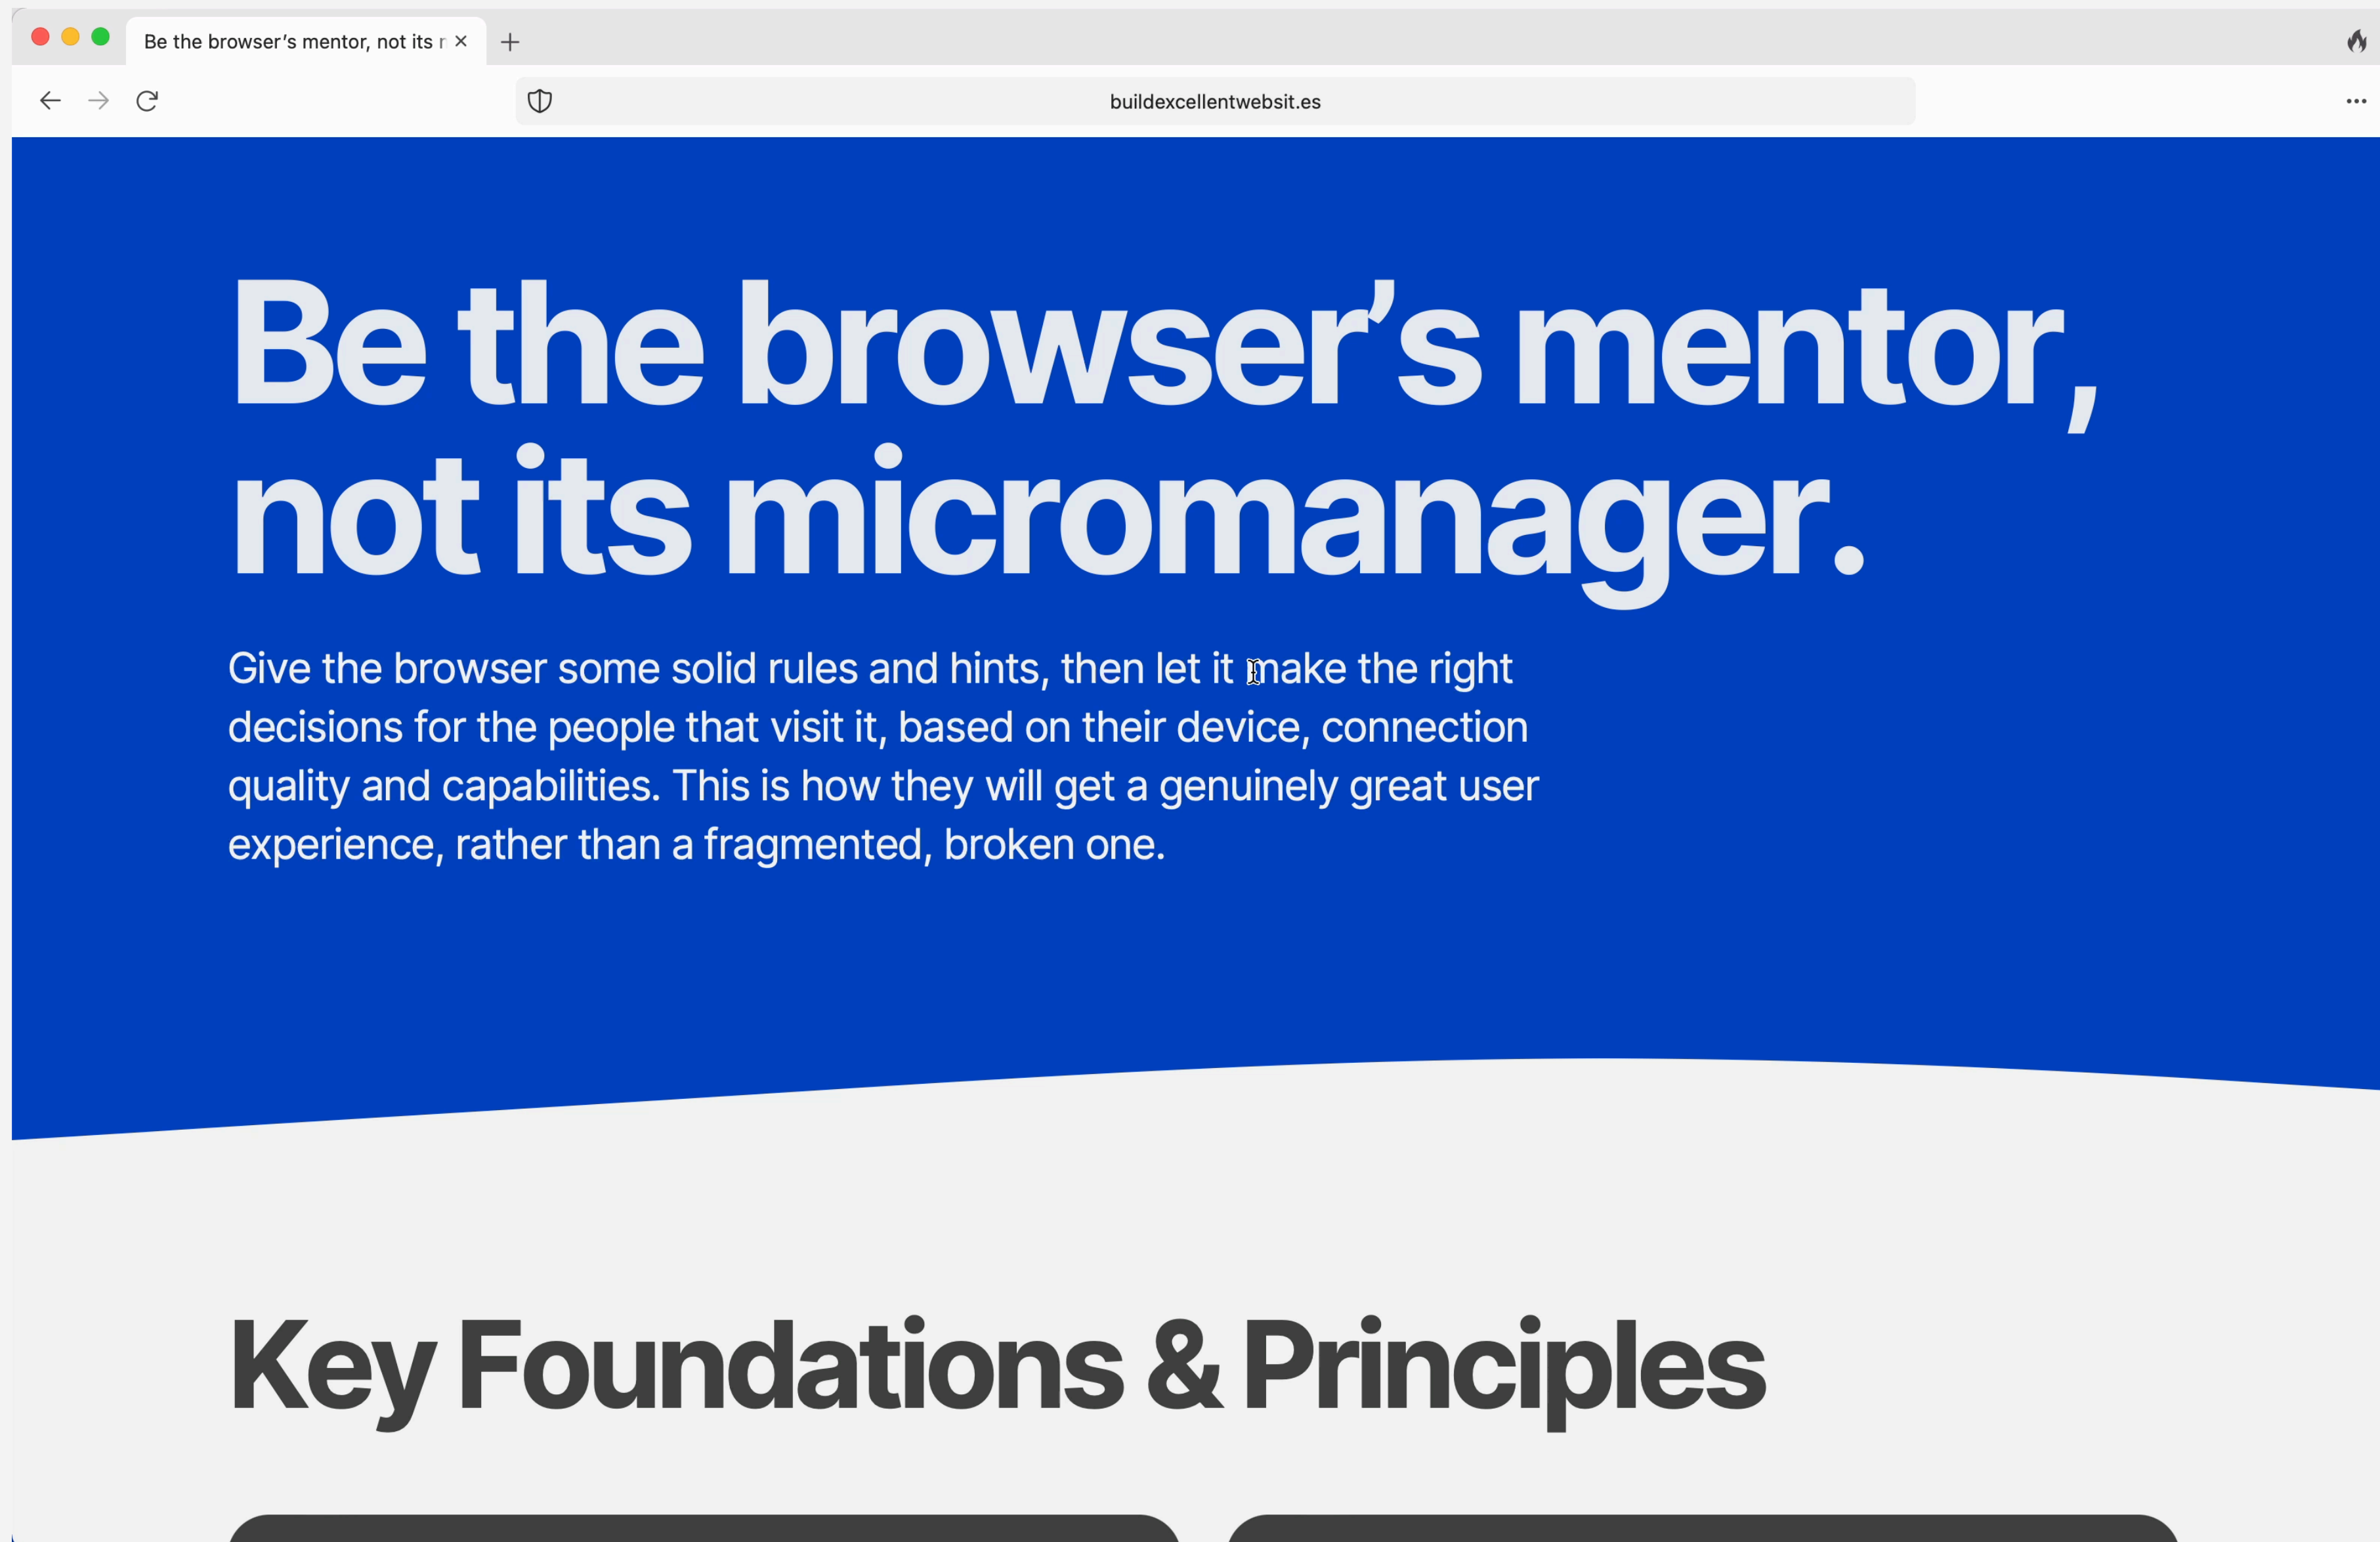 Be the browser’s mentor, not its
buildexcellentwebsit.es
Be the browser’s mentor,
not its micromanager.
Give the browser some solid rules and hints, then let it make the right
decisions for the people that visit it, based on their device, connection
quality and capabilities. This is how they will get a genuinely great user
experience, rather than a fragmented, broken one.
Key Foundations & Principles